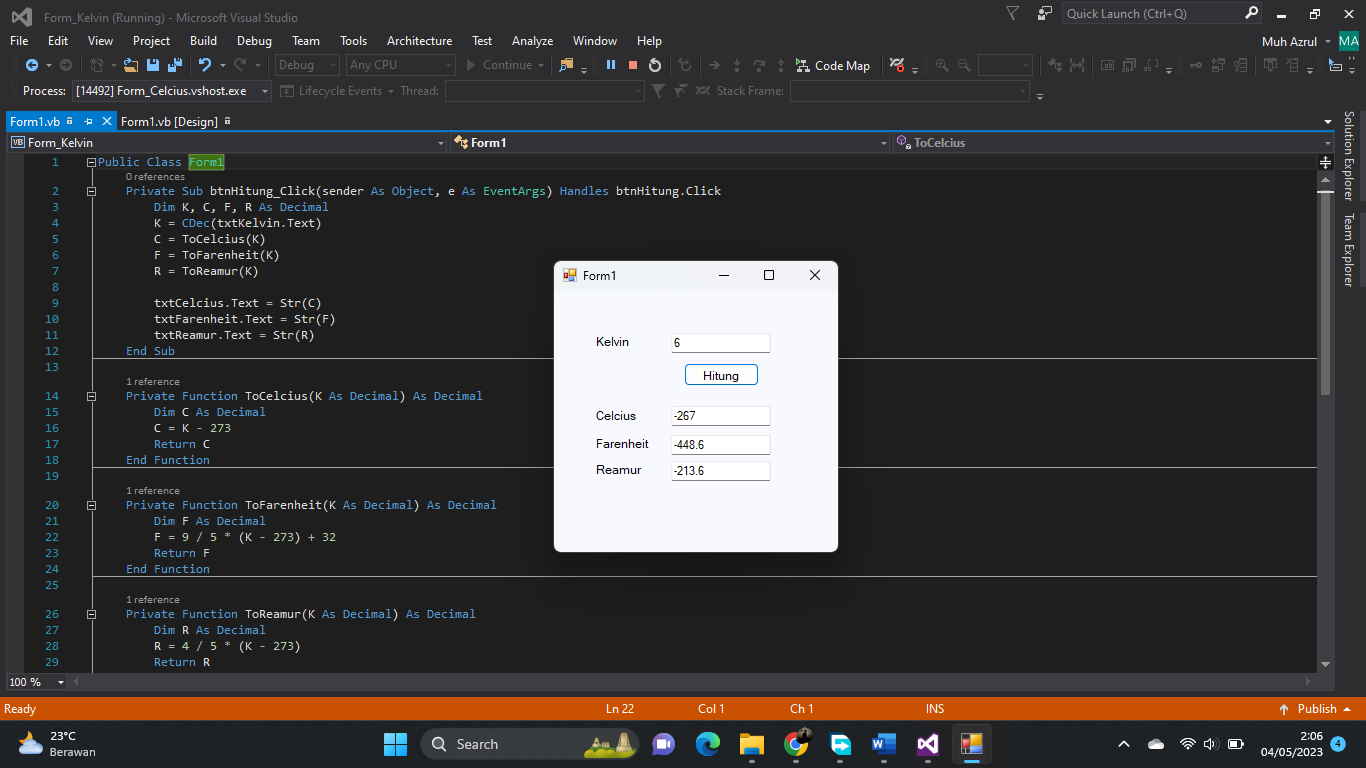 Form_Kelvin (Running) - Microsoft Visual Studio
Quick Launch (Ctrl+Q)
File Edit View Project Build Debug Team Tools Architecture Test Analyze Window Help
Muh Azrul MA
Debug Any CPU Continue Code Map
Process: [14492] Form_Celcius.vshost.exe Lifecycle Events Thread: Stack Frame:
Form1.vb Form1.vb [Design]
VB Form_Kelvin Form1 ToCelcius
Solution Explorer
Team Explorer
1 Public Class Form1
0 references
2 Private Sub btnHitung_Click(sender As Object, e As EventArgs) Handles btnHitung.Click
3 Dim K, C, F, R As Decimal
4 K = CDec(txtKelvin.Text)
5 C = ToCelcius(K)
6 F = ToFarenheit(K)
7 R = ToReamur(K)
8
9 txtCelcius.Text = Str(C)
10 txtFarenheit.Text = Str(F)
11 txtReamur.Text = Str(R)
12 End Sub
13
1 reference
14 Private Function ToCelcius(K As Decimal) As Decimal
15 Dim C As Decimal
16 C = K - 273
17 Return C
18 End Function
19
1 reference
20 Private Function ToFarenheit(K As Decimal) As Decimal
21 Dim F As Decimal
22 F = 9 / 5 * (K - 273) + 32
23 Return F
24 End Function
25
1 reference
26 Private Function ToReamur(K As Decimal) As Decimal
27 Dim R As Decimal
28 R = 4 / 5 * (K - 273)
29 Return R
Form1
Kelvin 6
Hitung
Celcius -267
Farenheit -448.6
Reamur -213.6
100 %
Ready Ln 22 Col 1 Ch 1 INS Publish
23°C
Berawan
Search
2:06
04/05/2023
4